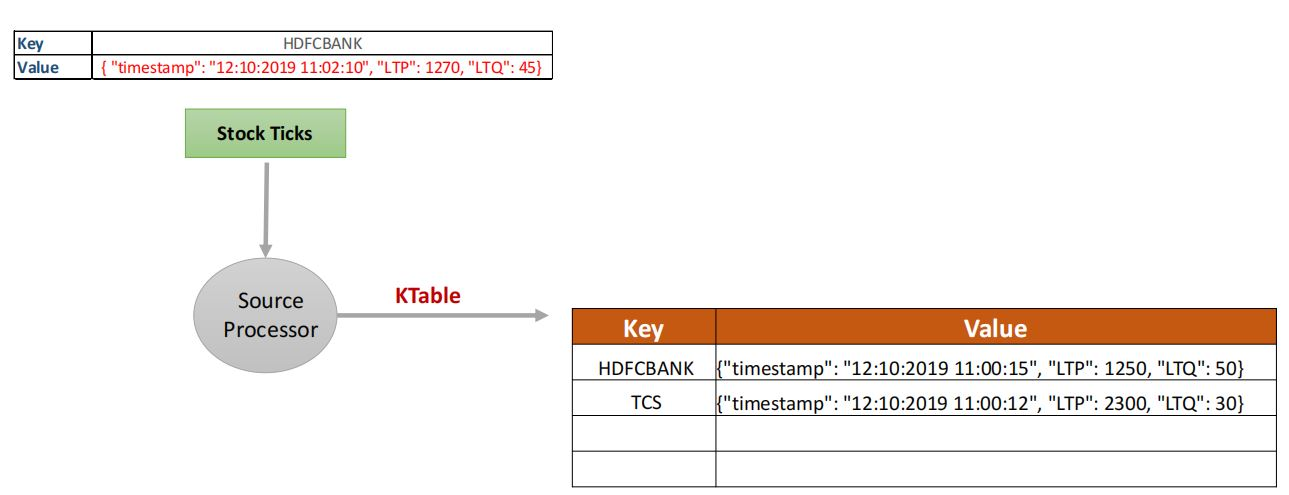 Key HDFCBANK
Value { "timestamp": "12:10:2019 11:02:10", "LTP": 1270, "LTQ": 45}
Stock Ticks
Source
Processor
KTable
Key Value
HDFCBANK {"timestamp": "12:10:2019 11:00:15", "LTP": 1250, "LTQ": 50}
TCS {"timestamp": "12:10:2019 11:00:12", "LTP": 2300, "LTQ": 30}